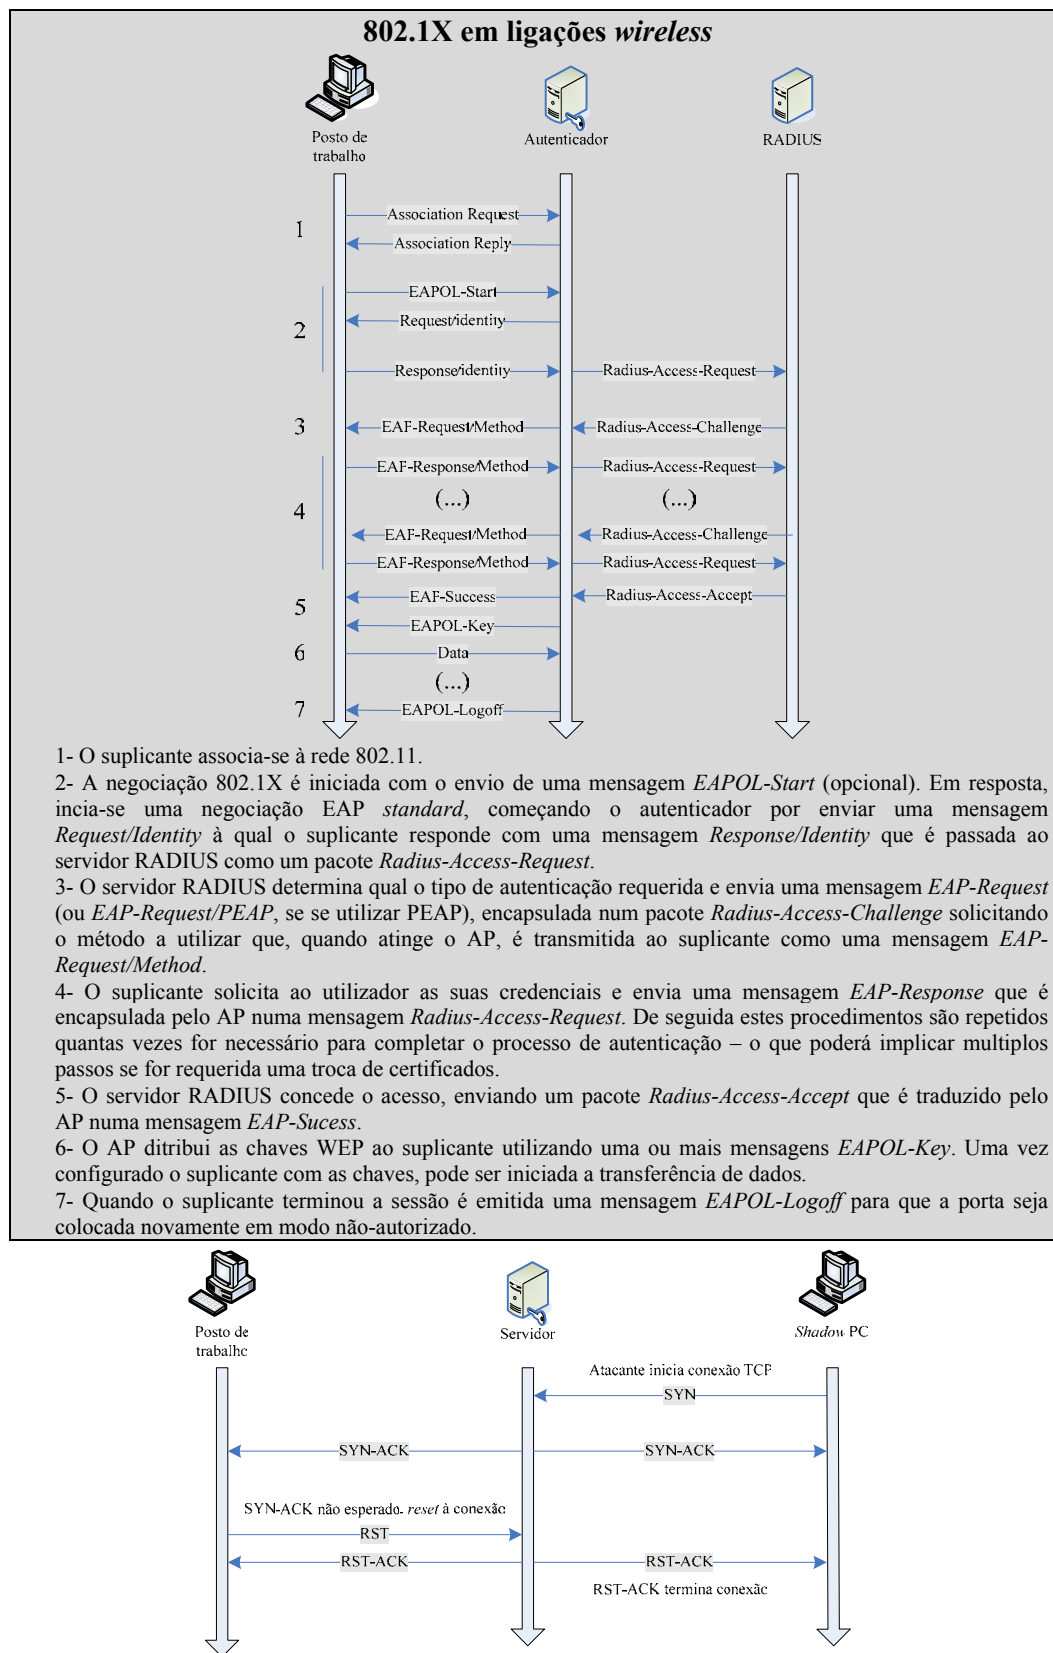 802.1X em ligações wireless
Posto de
trabalho
Autenticador
RADIUS
1
Association Request
Association Reply
2
EAPOL-Start
Request/identity
Response/identity
Radius-Access-Request
3
EAF-Request/Method
Radius-Access-Challenge
4
EAF-Response/Method
Radius-Access-Request
(...)
(...)
EAF-Request/Method
Radius-Access-Challenge
EAF-Response/Method
Radius-Access-Request
5
EAF-Success
Radius-Access-Accept
EAPOL-Key
6
Data
(...)
7
EAPOL-Logoff
1- O suplicante associa-se à rede 802.11.
2- A negociação 802.1X é iniciada com o envio de uma mensagem EAPOL-Start (opcional). Em resposta,
incia-se uma negociação EAP standard, começando o autenticador por enviar uma mensagem
Request/Identity à qual o suplicante responde com uma mensagem Response/Identity que é passada ao
servidor RADIUS como um pacote Radius-Access-Request.
3- O servidor RADIUS determina qual o tipo de autenticação requerida e envia uma mensagem EAP-Request
(ou EAP-Request/PEAP, se se utilizar PEAP), encapsulada num pacote Radius-Access-Challenge solicitando
o método a utilizar que, quando atinge o AP, é transmitida ao suplicante como uma mensagem EAP-
Request/Method.
4- O suplicante solicita ao utilizador as suas credenciais e envia uma mensagem EAP-Response que é
encapsulada pelo AP numa mensagem Radius-Access-Request. De seguida estes procedimentos são repetidos
quantas vezes for necessário para completar o processo de autenticação – o que poderá implicar multiplos
passos se for requerida uma troca de certificados.
5- O servidor RADIUS concede o acesso, enviando um pacote Radius-Access-Accept que é traduzido pelo
AP numa mensagem EAP-Sucess.
6- O AP ditribui as chaves WEP ao suplicante utilizando uma ou mais mensagens EAPOL-Key. Uma vez
configurado o suplicante com as chaves, pode ser iniciada a transferência de dados.
7- Quando o suplicante terminou a sessão é emitida uma mensagem EAPOL-Logoff para que a porta seja
colocada novamente em modo não-autorizado.
Posto de
trabalho
Servidor
Shadow PC
Atacante inicia conexão TCP
SYN
SYN-ACK
SYN-ACK
SYN-ACK não esperado. reset à conexão
RST
RST-ACK
RST-ACK
RST-ACK termina conexão